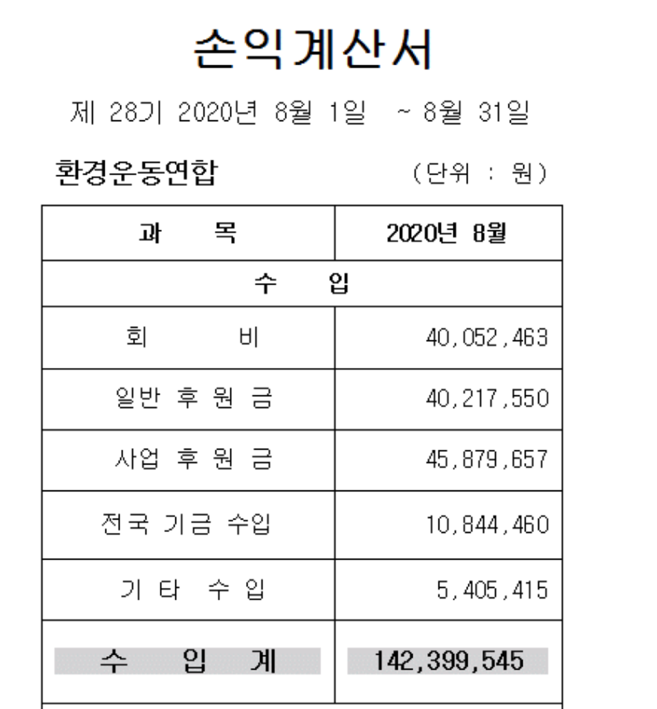 손익계산서
제 28기 2020년 8월 1일 ~ 8월 31일
환경운동연합 (단위 : 원)
과 목 2020년 8월
수 입
회 비 40,052,463
일반 후 원 금 40,217,550
사업 후 원 금 45,879,657
전국 기금 수입 10,844,460
기 타 수 입 5,405,415
수 입 계 142,399,545